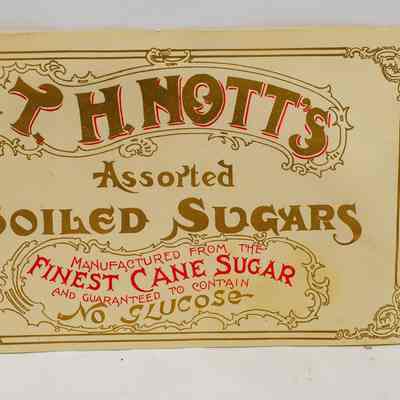 T. H. NOTT'S
Assorted
BOILED SUGARS
MANUFACTURED FROM THE
FINEST CANE SUGAR
AND GUARANTEED TO CONTAIN
NO GLUCOSE